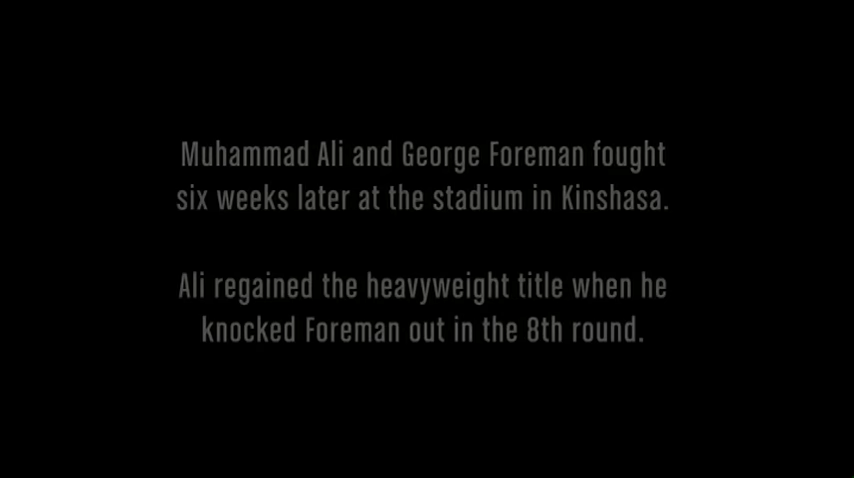 Muhammad Ali and George Foreman fought
six weeks later at the stadium in Kinshasa.
Ali regained the heavyweight title when he
knocked Foreman out in the 8th round.